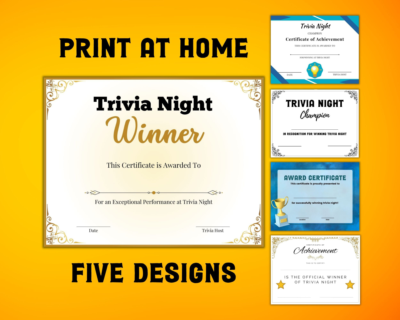 PRINT AT HOME
Trivia Night
Winner
This Certificate is Awarded To
For an Exceptional Performance at Trivia Night
Date
Trivia Host
FIVE DESIGNS
Trivia Night
Certificate of Achievement
TRIVIA NIGHT
Champion
IN RECOGNITION FOR WINNING TRIVIA NIGHT
AWARD CERTIFICATE
This certificate is proudly presented to
for successfully winning trivia night!
Achievement
IS THE OFFICIAL WINNER
OF TRIVIA NIGHT